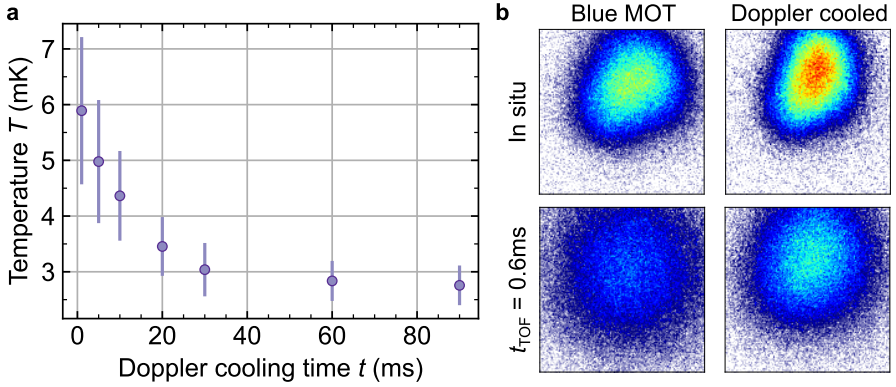 a
Temperature T (mK)
7
6
5
4
3
0
20
40
60
80
Doppler cooling time t (ms)
b
Blue MOT
Doppler cooled
In situ
tTOF = 0.6ms